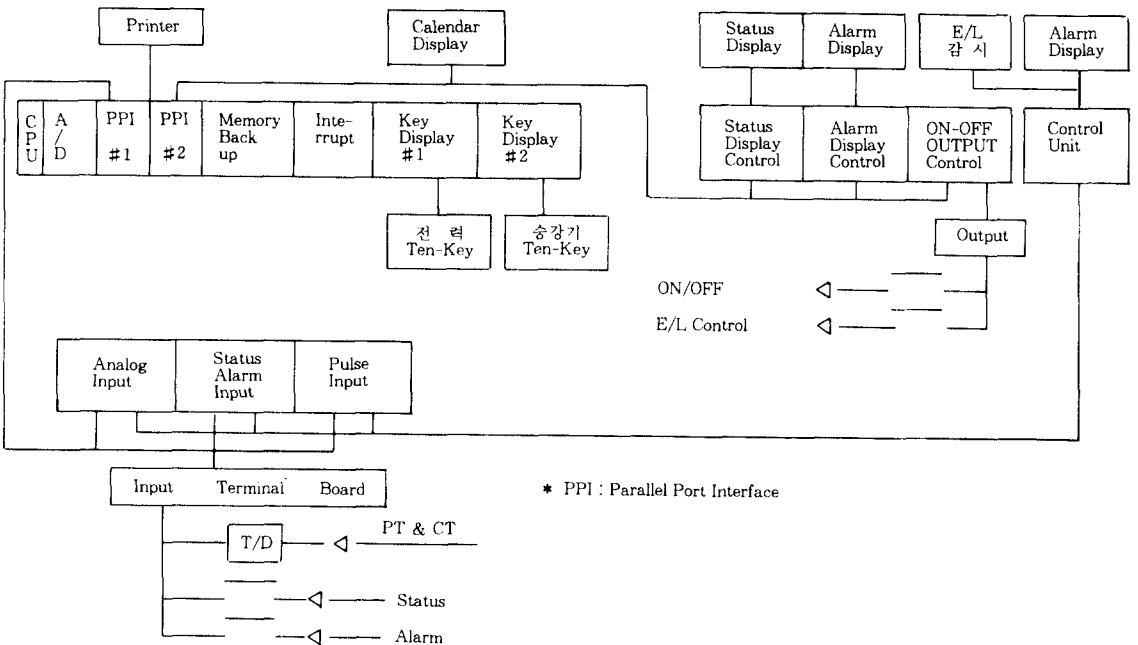 Printer
Calendar
Display
Status
Display
Alarm
Display
E/L
감 시
Alarm
Display
C
P
U
A
/
D
PPI
#1
PPI
#2
Memory
Back
up
Inte-
rrupt
Key
Display
#1
Key
Display
#2
Status
Display
Control
Alarm
Display
Control
ON-OFF
OUTPUT
Control
Control
Unit
전 력
Ten-Key
승강기
Ten-Key
Output
ON/OFF
E/L Control
Analog
Input
Status
Alarm
Input
Pulse
Input
Input Terminal Board
* PPI : Parallel Port Interface
T/D
PT & CT
Status
Alarm